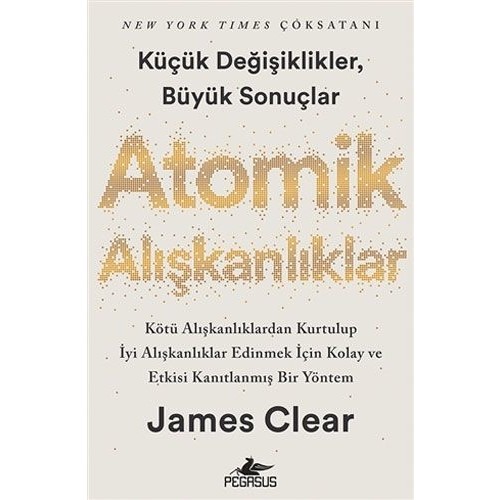 NEW YORK TIMES ÇOKSATANI
Küçük Değişiklikler,
Büyük Sonuçlar
Atomik
Alışkanlıklar
Kötü Alışkanlıklardan Kurtulup
İyi Alışkanlıklar Edinmek İçin Kolay ve
Etkisi Kanıtlanmış Bir Yöntem
James Clear
PEGASUS